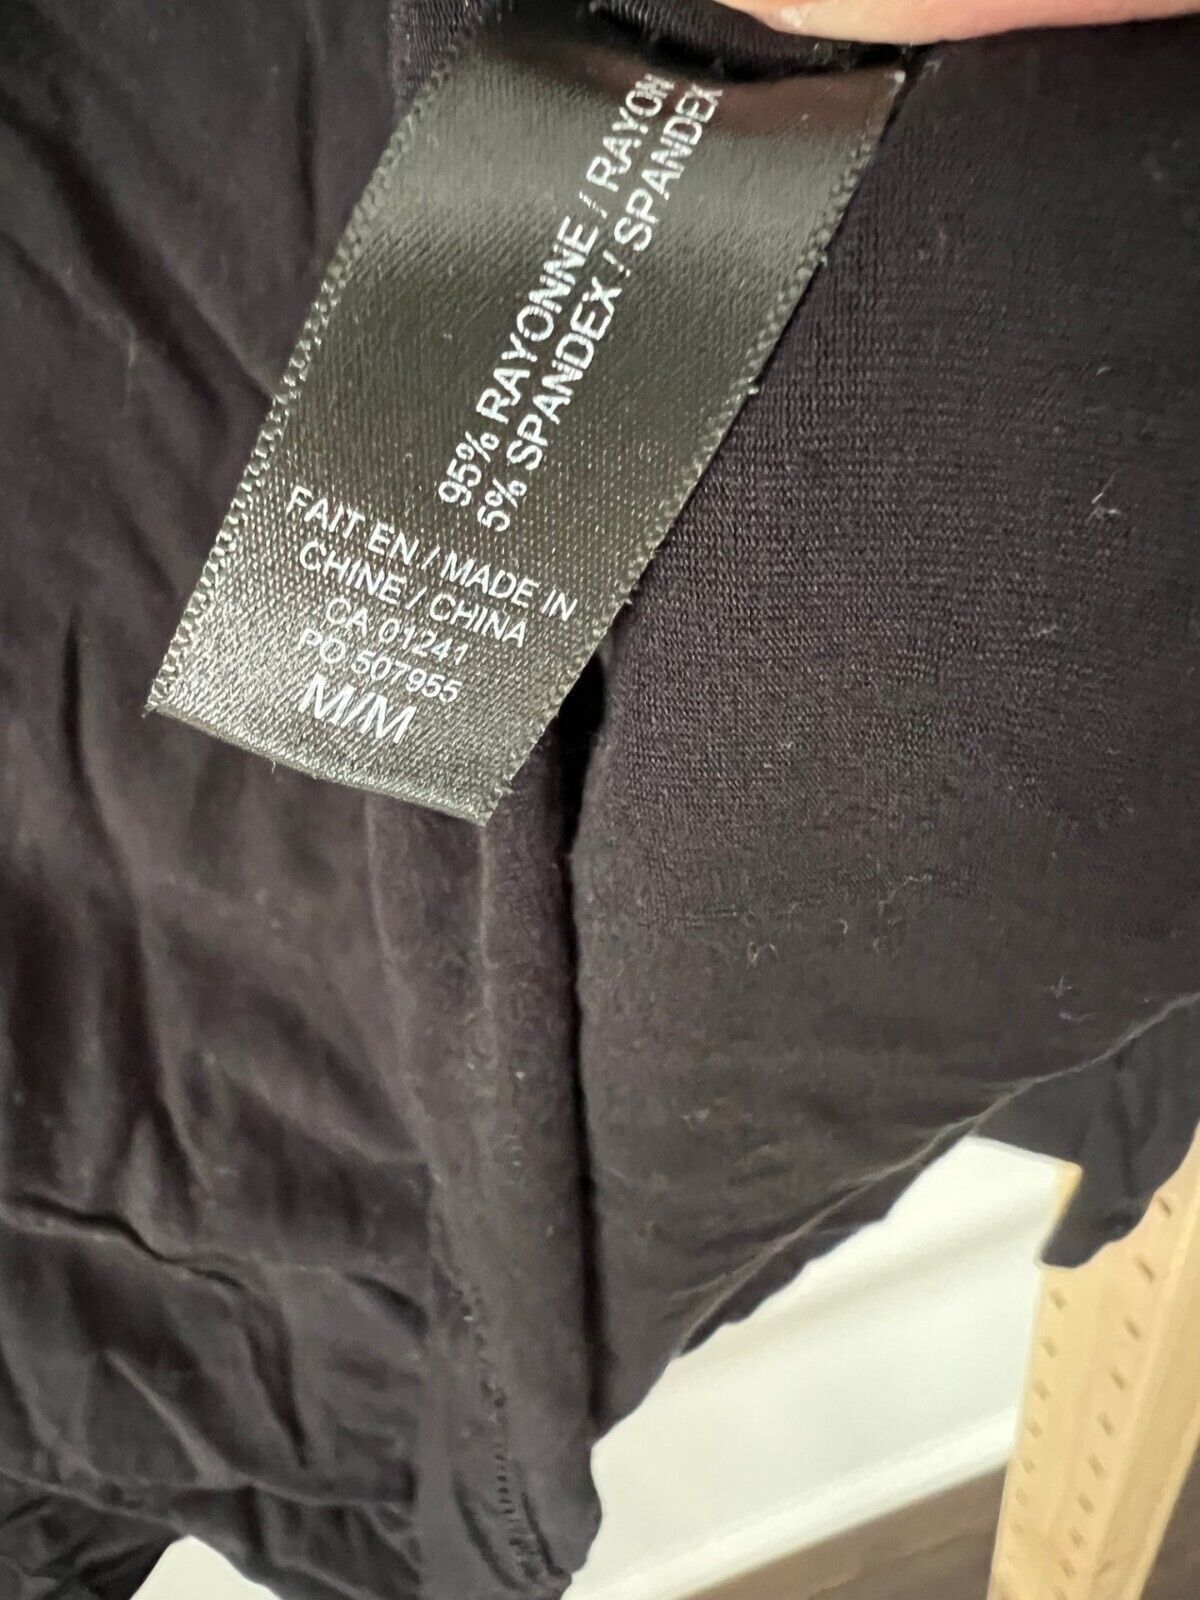 95% RAYONNE / RAYON
5% SPANDEX / SPANDEX
FAIT EN / MADE IN
CHINE / CHINA
CA 01241
PO 507955
M/M